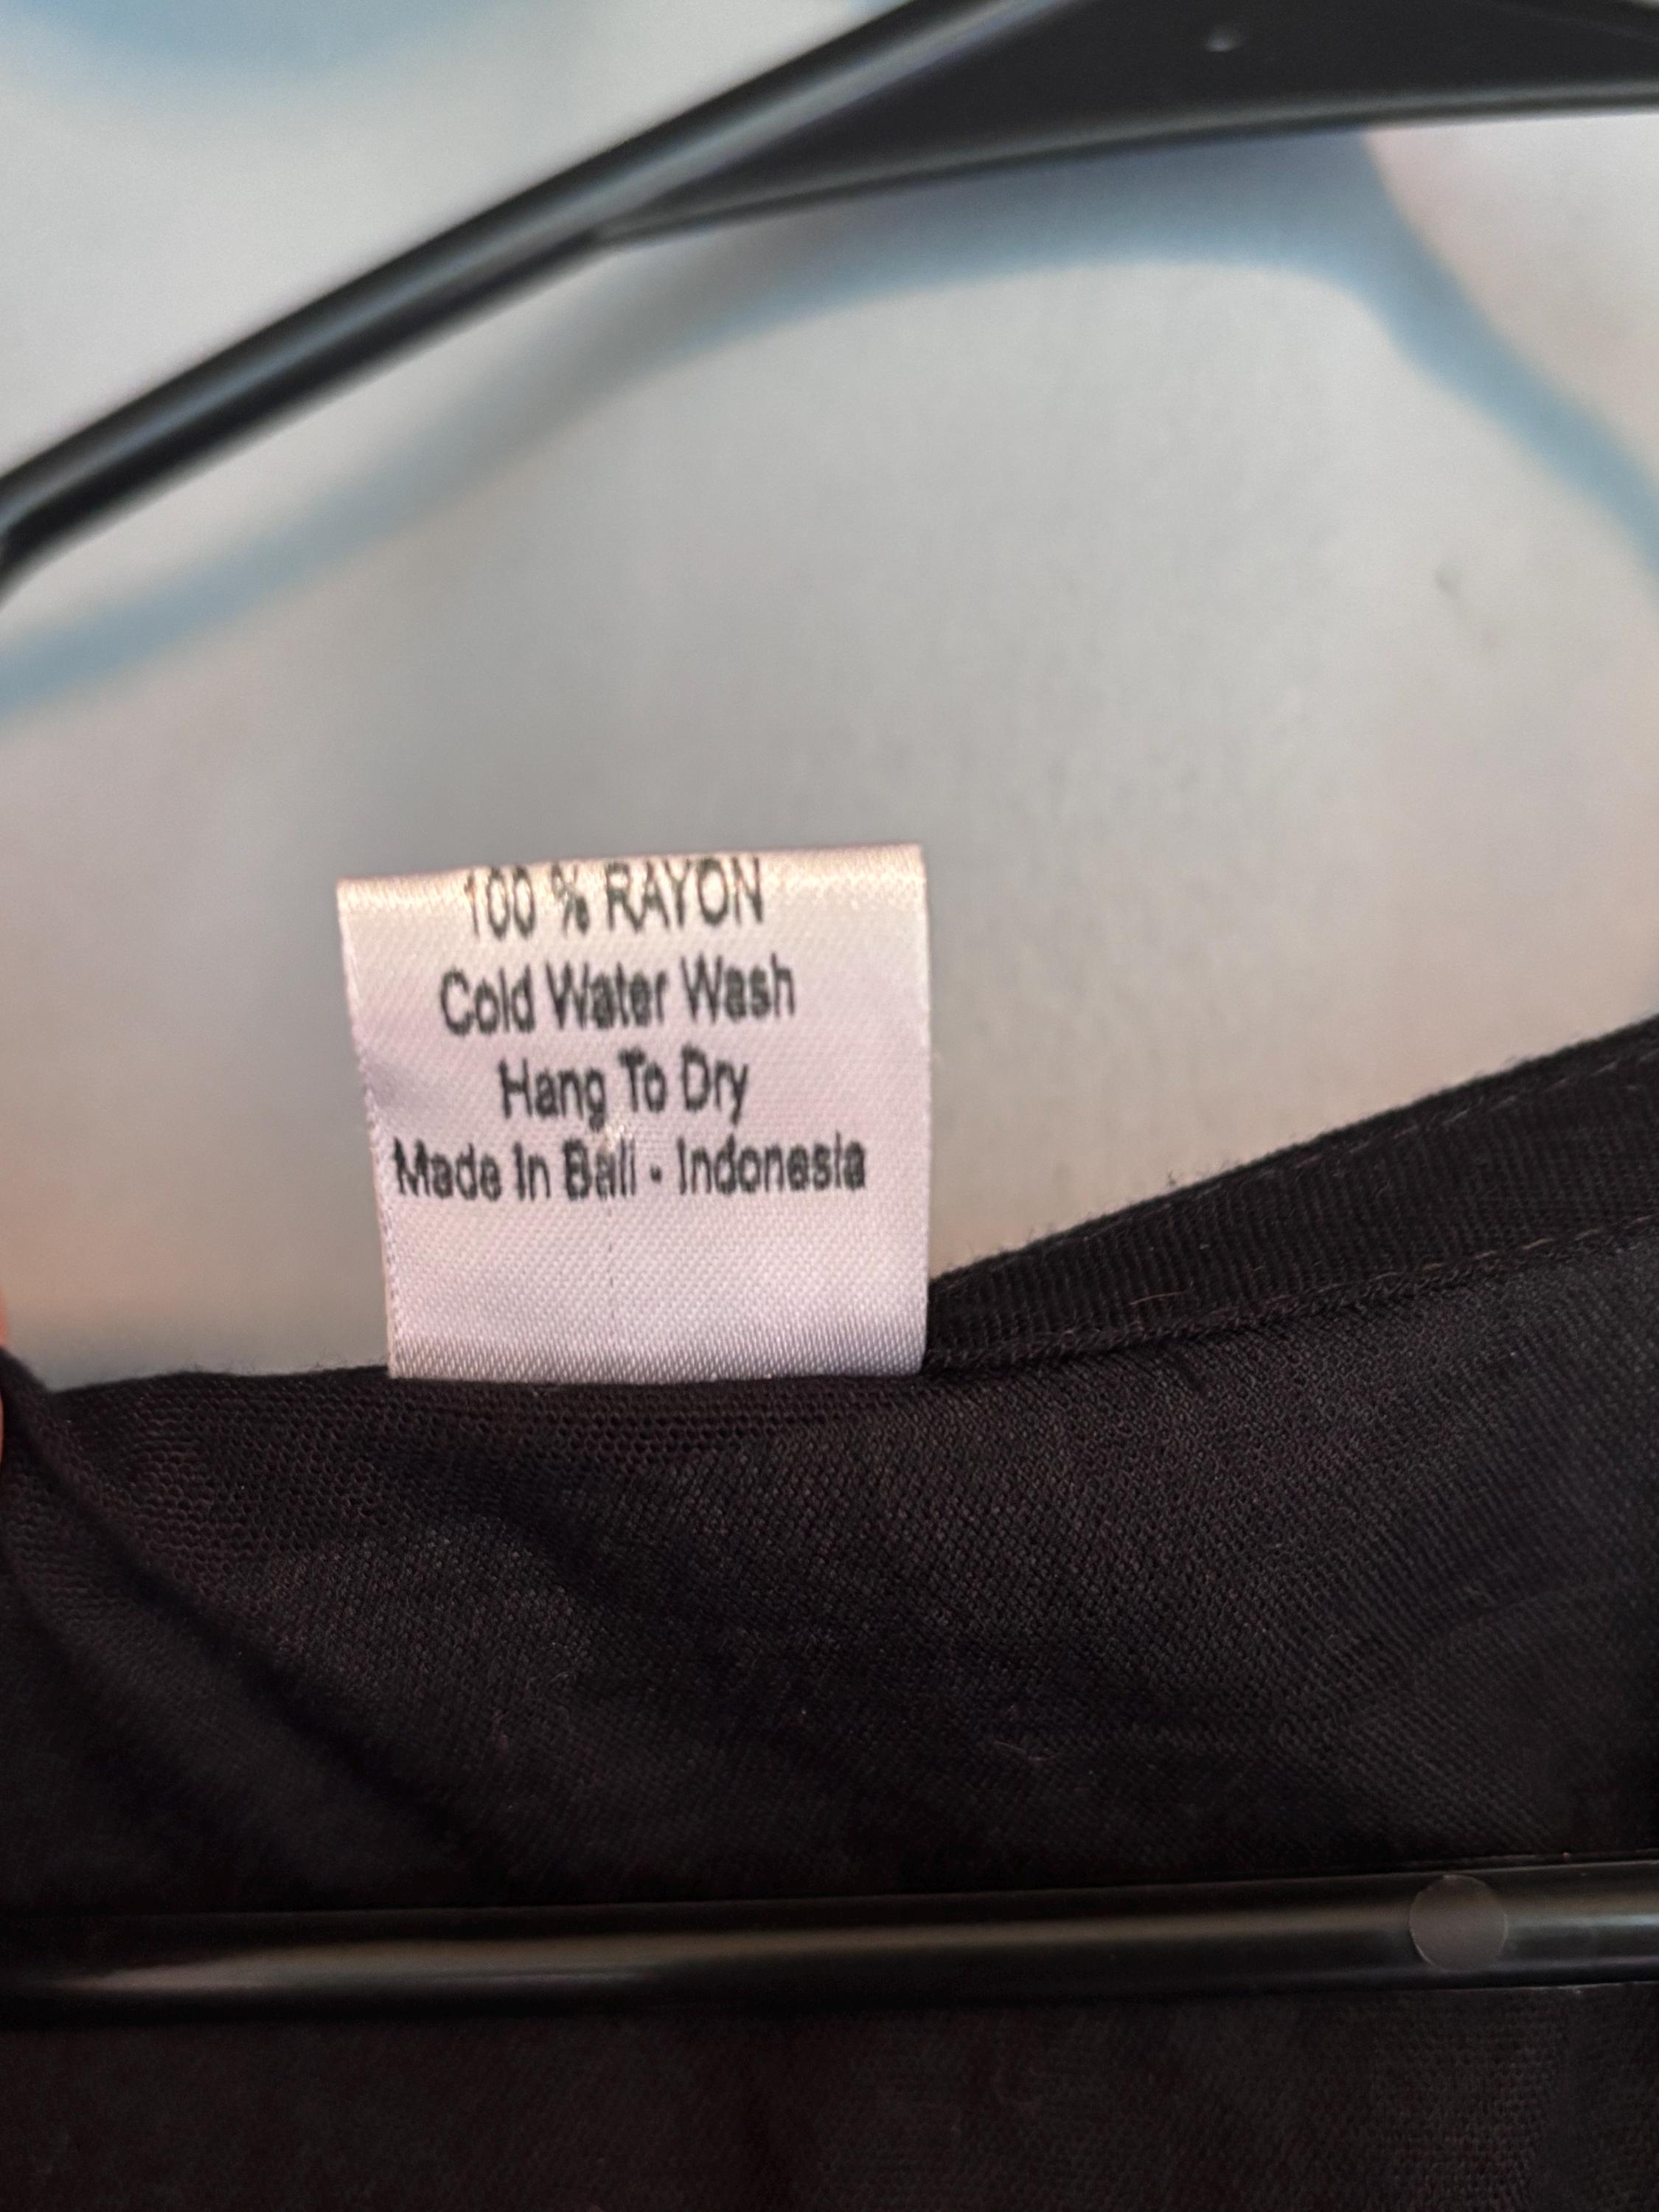 100 % RAYON
Cold Water Wash
Hang To Dry
Made In Bali - Indonesia